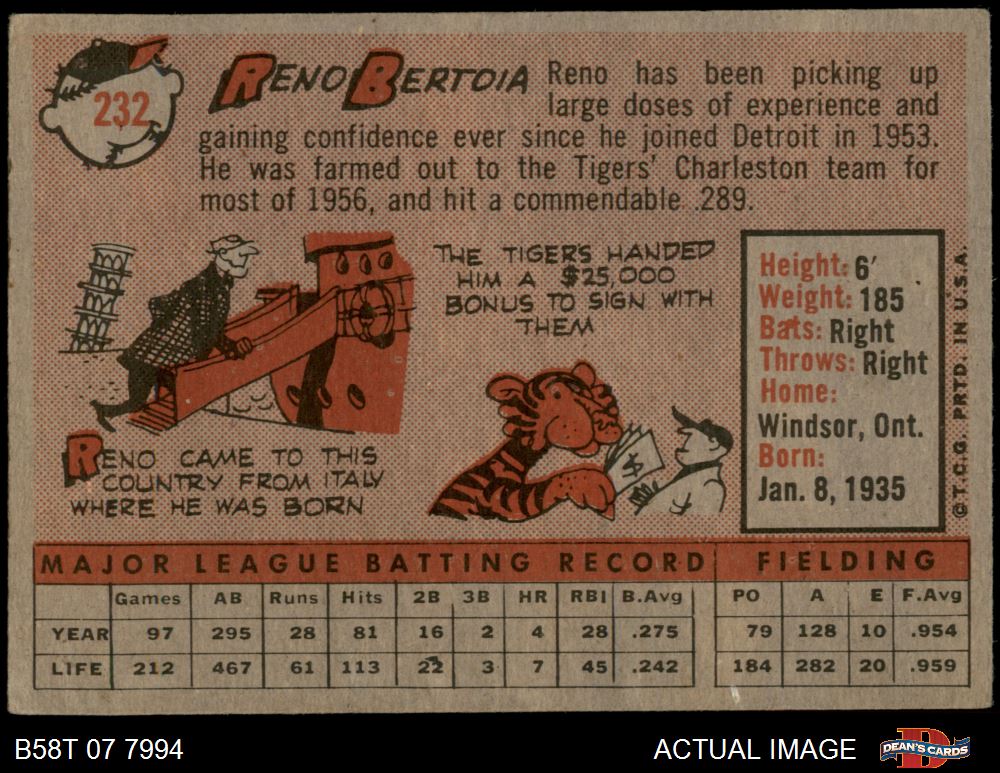 232
RENO BERTOIA
Reno has been picking up
large doses of experience and
gaining confidence ever since he joined Detroit in 1953.
He was farmed out to the Tigers' Charleston team for
most of 1956, and hit a commendable .289.
THE TIGERS HANDED
HIM A $25,000
BONUS TO SIGN WITH
THEM
$
RENO CAME TO THIS
COUNTRY FROM ITALY
WHERE HE WAS BORN
Height: 6'
Weight: 185
Bats: Right
Throws: Right
Home:
Windsor, Ont.
Born:
Jan. 8, 1935
©T.C.G. PRTD. IN U.S.A.
MAJOR LEAGUE BATTING RECORD FIELDING
Games AB Runs Hits 2B 3B HR RBI B.Avg PO A E F.Avg
YEAR 97 295 28 81 16 2 4 28 .275 79 128 10 .954
LIFE 212 467 61 113 22 3 7 45 .242 184 282 20 .959
B58T 07 7994
ACTUAL IMAGE
DEAN'S CARDS